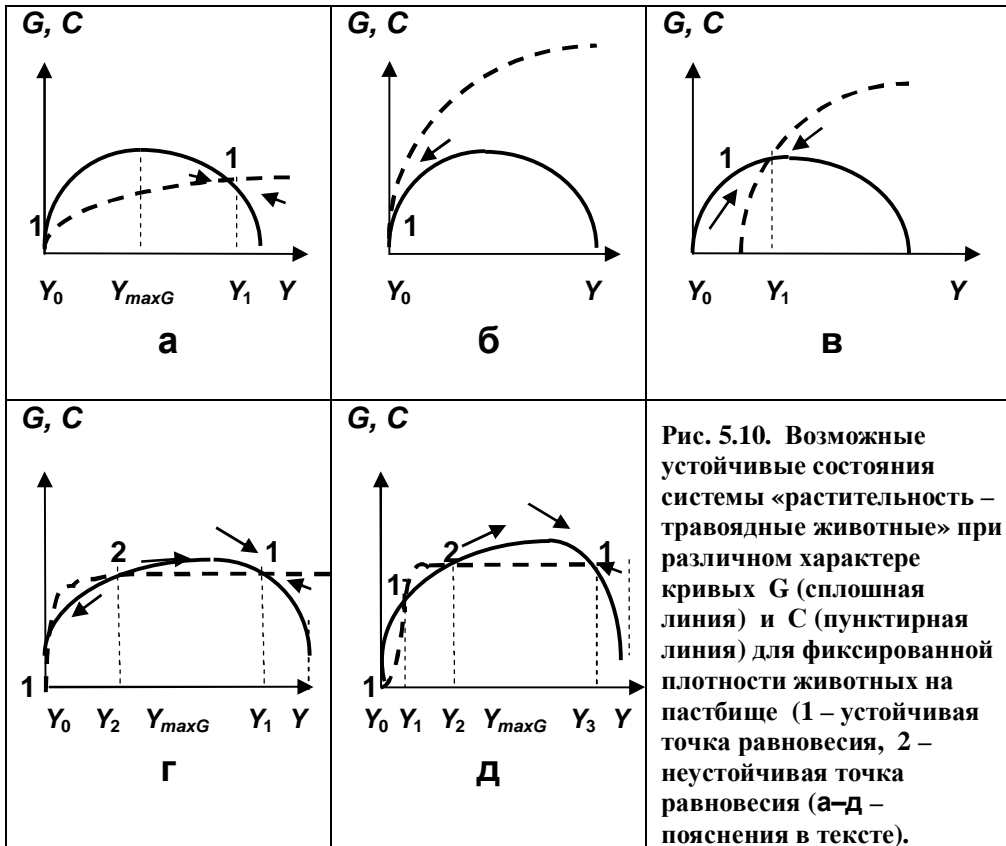 G, C
1
1
Y0 YmaxG Y1 Y
а
G, C
1
Y0 Y
б
G, C
1
Y0 Y1 Y
в
G, C
2 1
1
Y0 Y2 YmaxG Y1 Y
г
G, C
2 1
1
1
Y0 Y1 Y2 YmaxG Y3 Y
д
Рис. 5.10. Возможные
устойчивые состояния
системы «растительность –
травоядные животные» при
различном характере
кривых G (сплошная
линия) и C (пунктирная
линия) для фиксированной
плотности животных на
пастбище (1 – устойчивая
точка равновесия, 2 –
неустойчивая точка
равновесия (а–д –
пояснения в тексте).